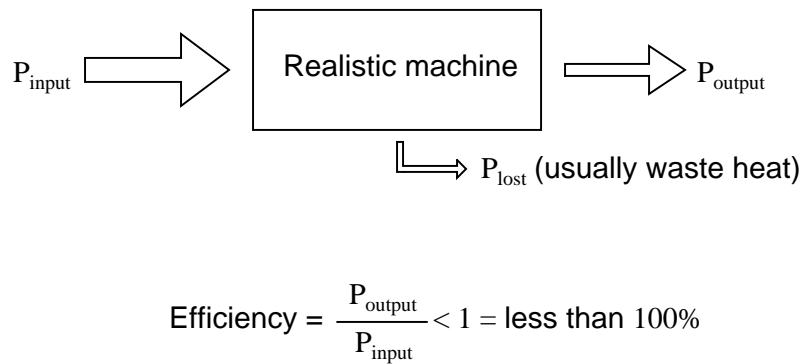 P_input
Realistic machine
P_output
P_lost (usually waste heat)
Efficiency = P_output / P_input < 1 = less than 100%